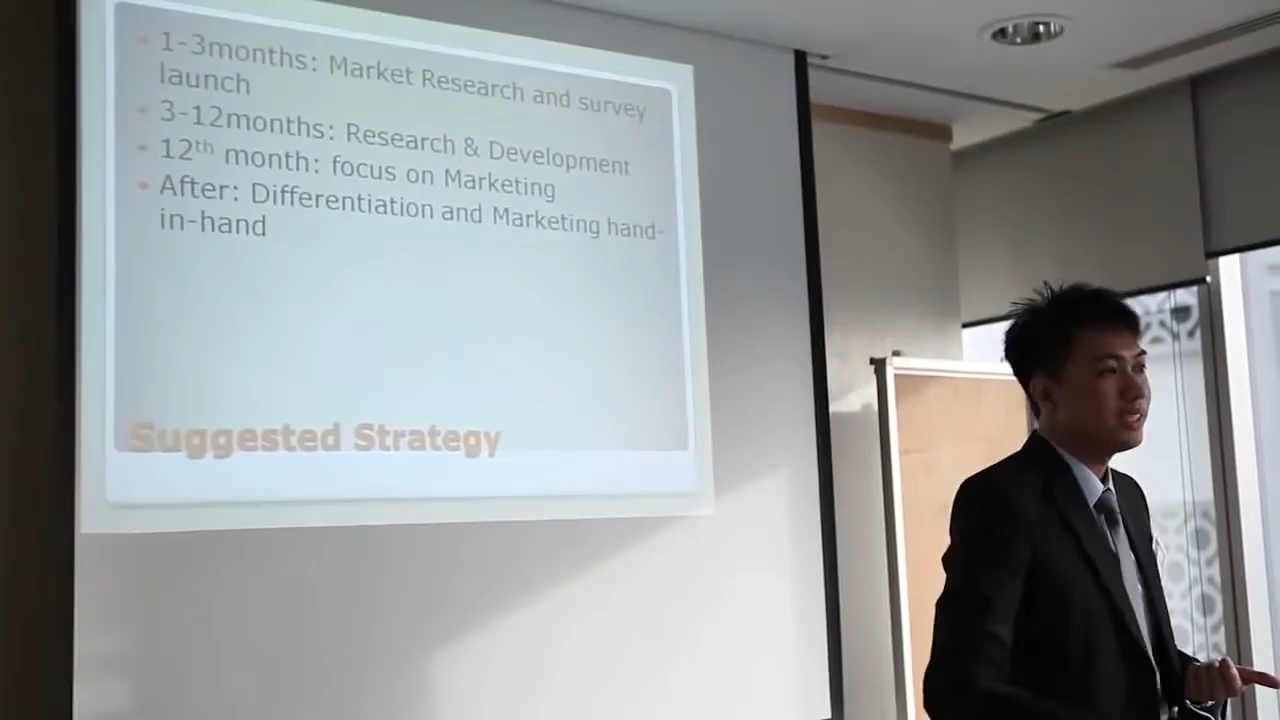 1-3months: Market Research and survey
launch
3-12months: Research & Development
12th month: focus on Marketing
After: Differentiation and Marketing hand-
in-hand
Suggested Strategy